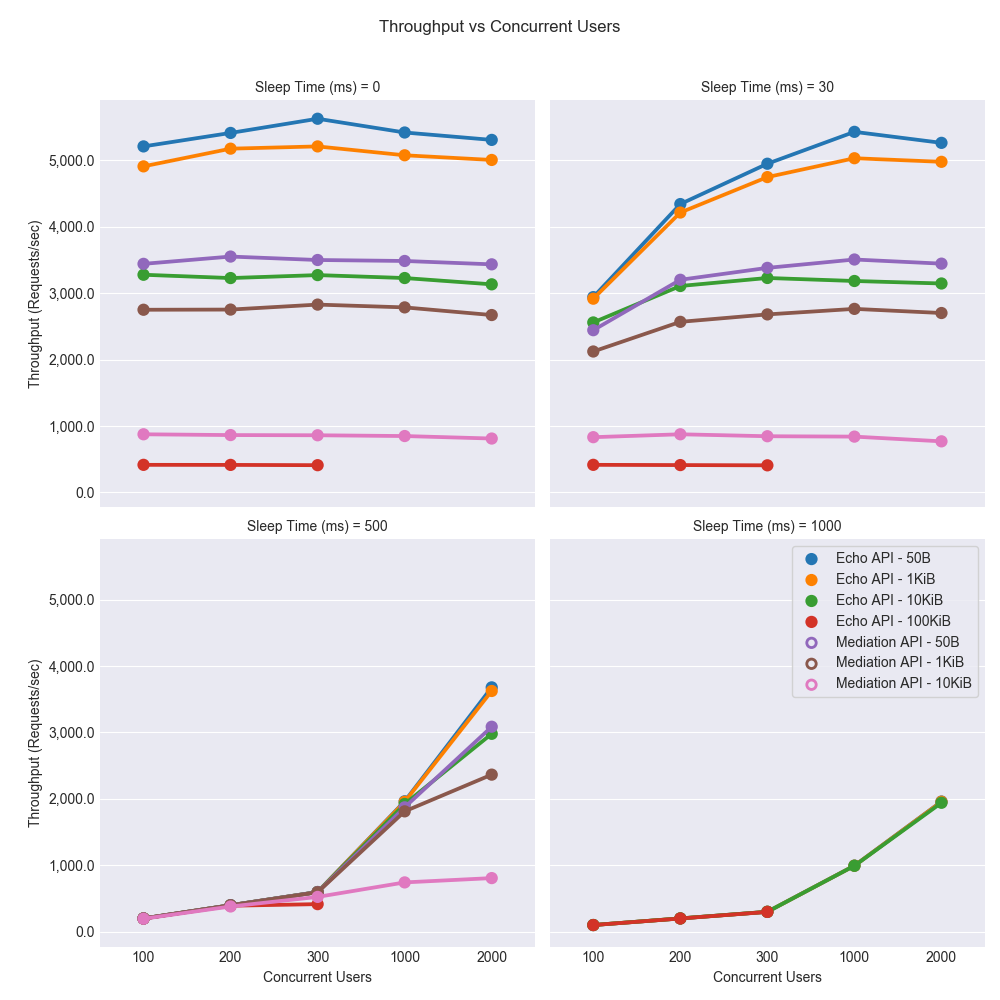 Throughput vs Concurrent Users
Sleep Time (ms) = 0
Sleep Time (ms) = 30
Throughput (Requests/sec)
5,000.0
4,000.0
3,000.0
2,000.0
1,000.0
0.0
Sleep Time (ms) = 500
Sleep Time (ms) = 1000
Throughput (Requests/sec)
5,000.0
4,000.0
3,000.0
2,000.0
1,000.0
0.0
Echo API - 50B
Echo API - 1KiB
Echo API - 10KiB
Echo API - 100KiB
Mediation API - 50B
Mediation API - 1KiB
Mediation API - 10KiB
100 200 300 1000 2000
100 200 300 1000 2000
Concurrent Users
Concurrent Users